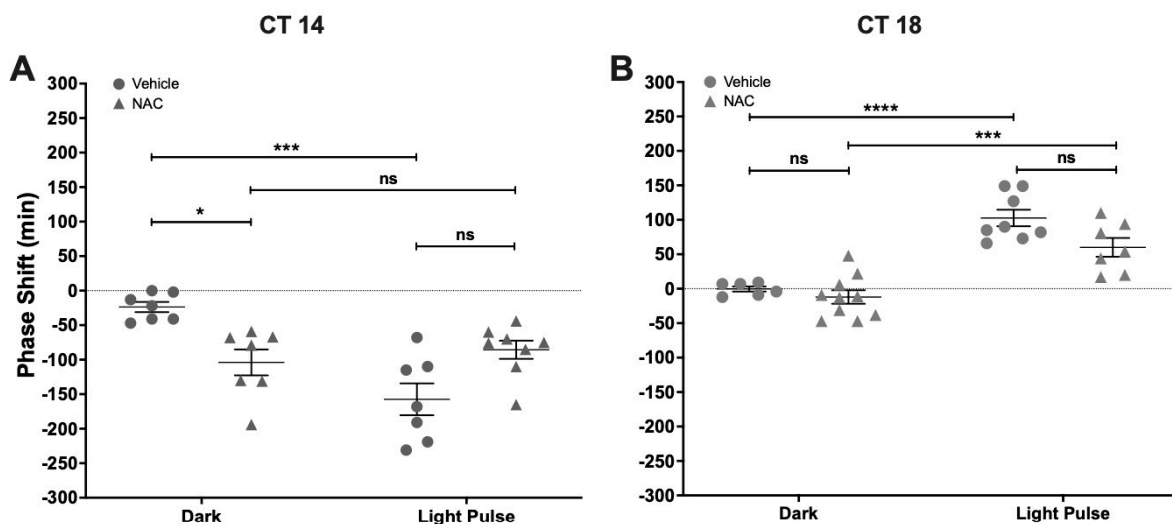 CT 14
CT 18
A
B
Phase Shift (min)
300
250
200
150
100
50
0
-50
-100
-150
-200
-250
-300
Vehicle
NAC
***
ns
*
ns
Dark
Light Pulse
300
250
200
150
100
50
0
-50
-100
-150
-200
-250
-300
Vehicle
NAC
****
***
ns
ns
Dark
Light Pulse